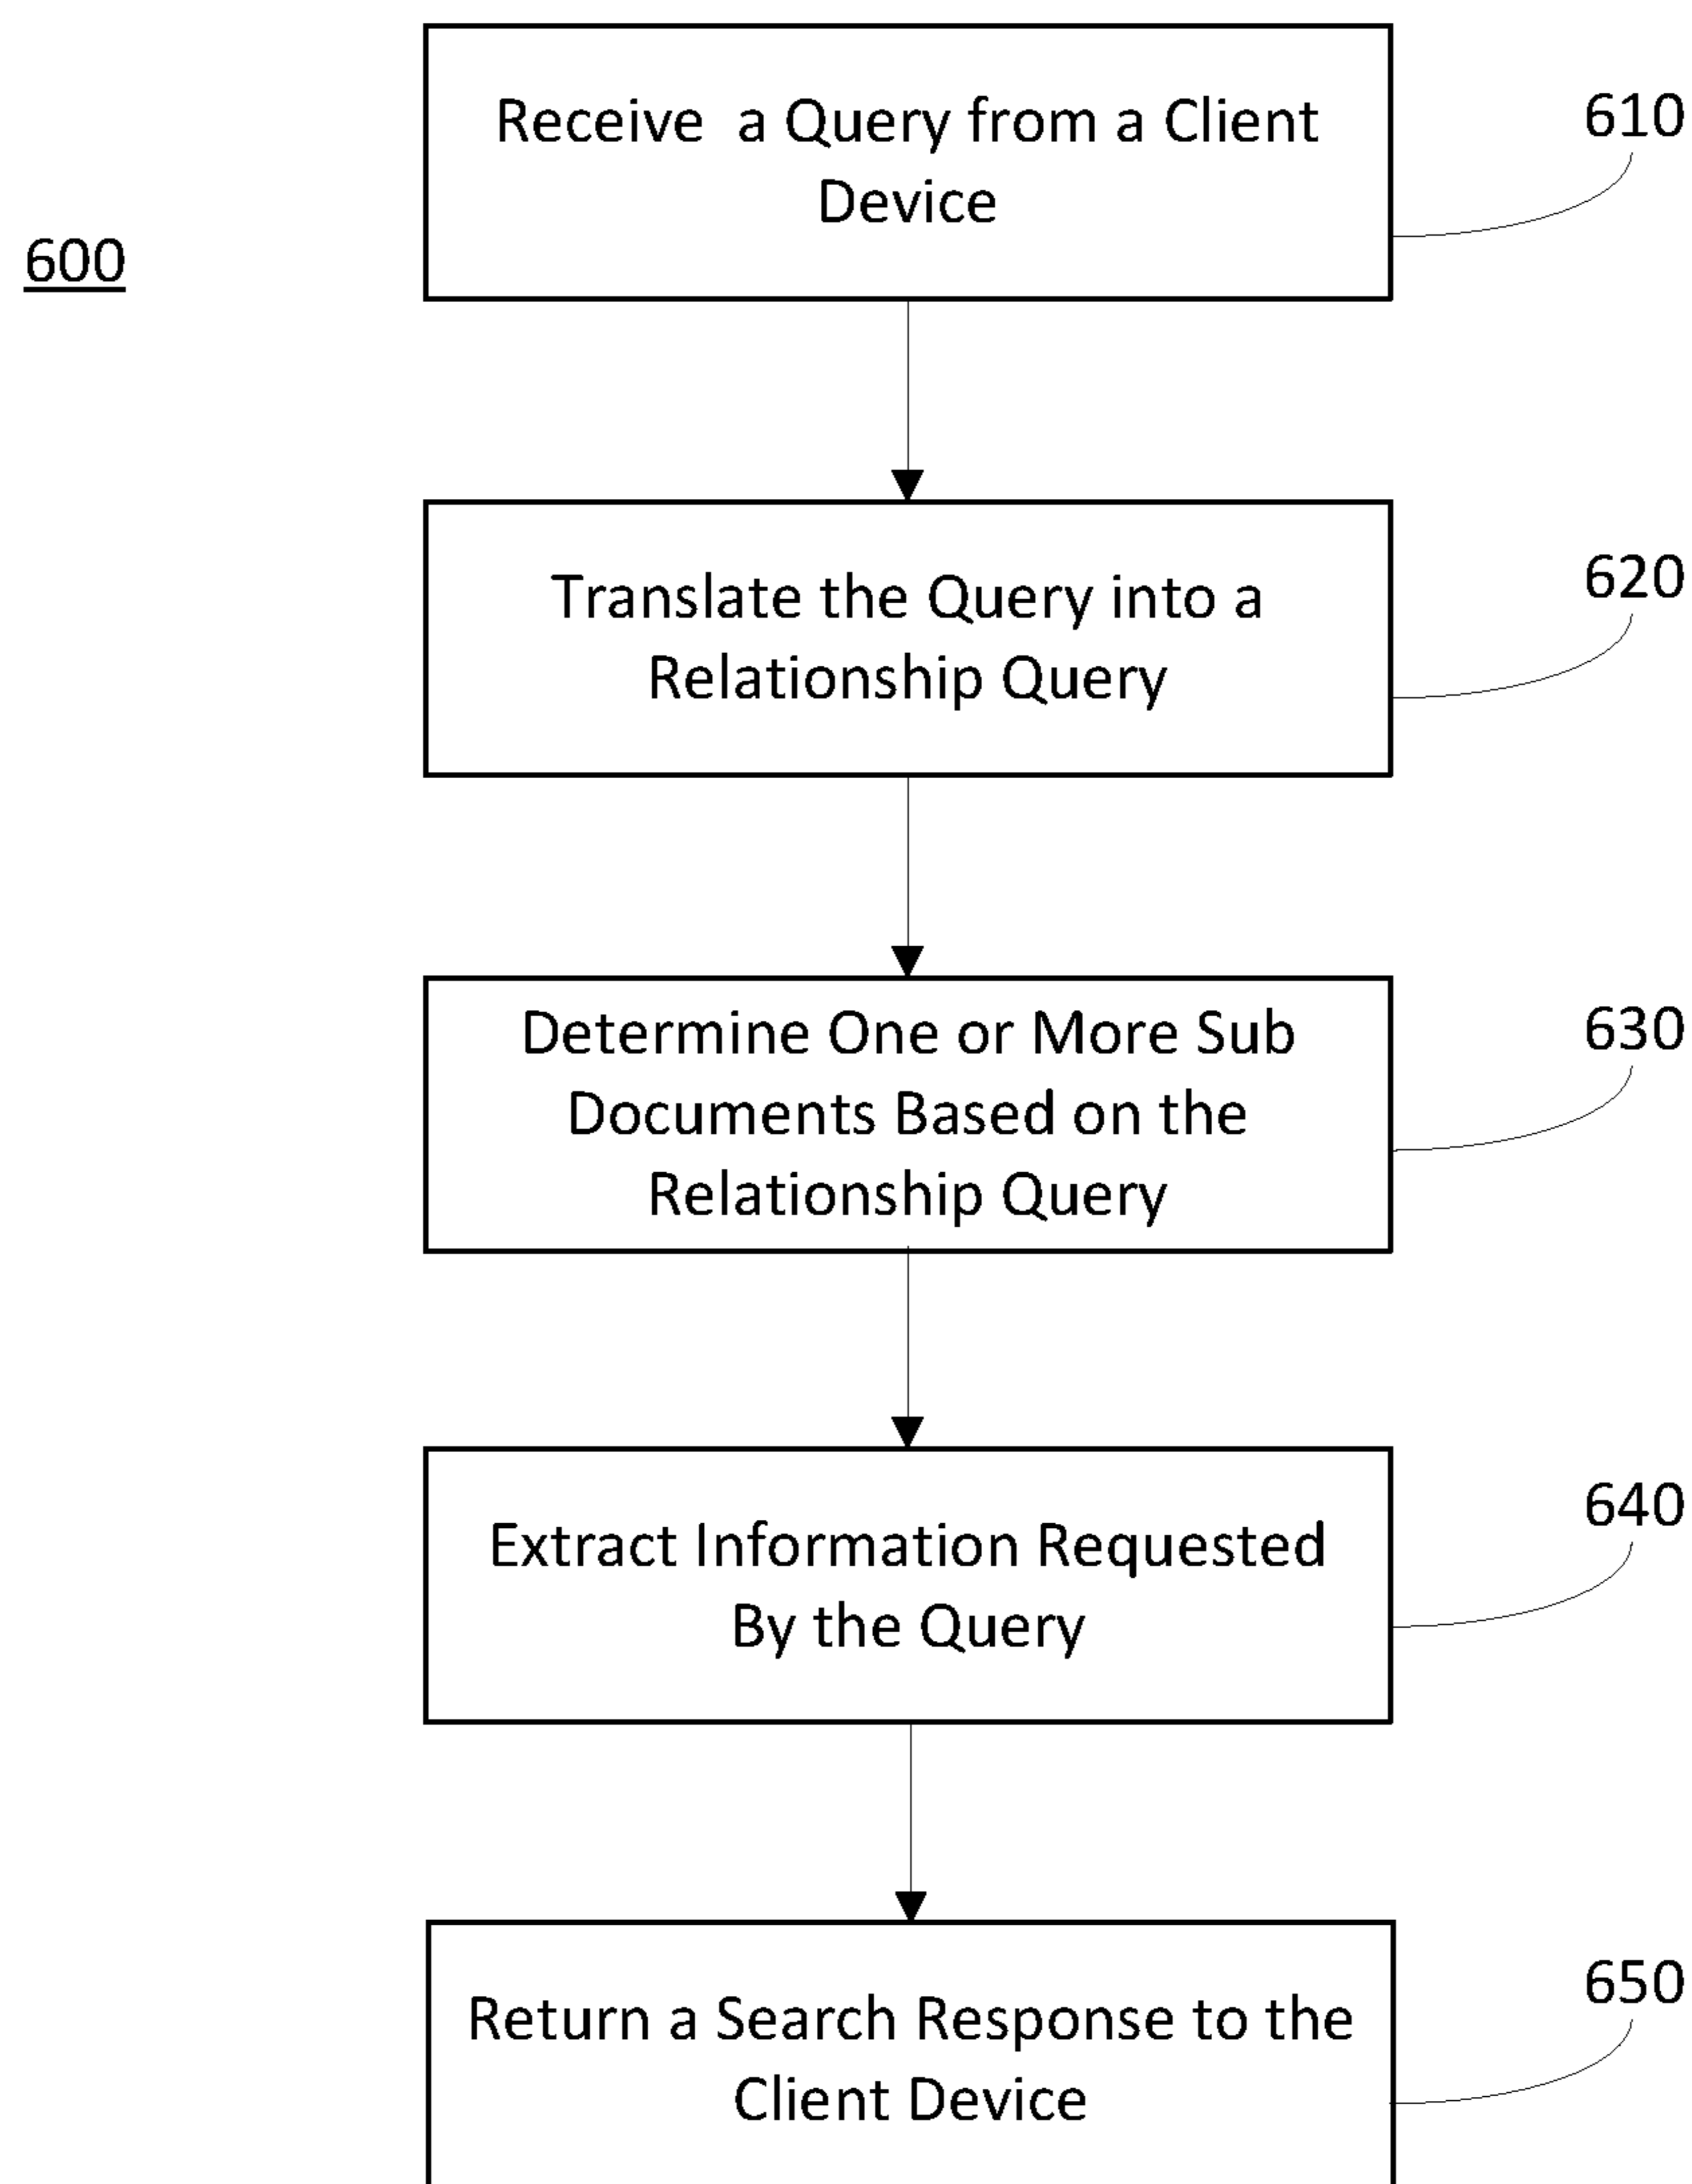 Receive a Query from a Client
Device
610
600
Translate the Query into a
Relationship Query
620
Determine One or More Sub
Documents Based on the
Relationship Query
630
Extract Information Requested
By the Query
640
Return a Search Response to the
Client Device
650